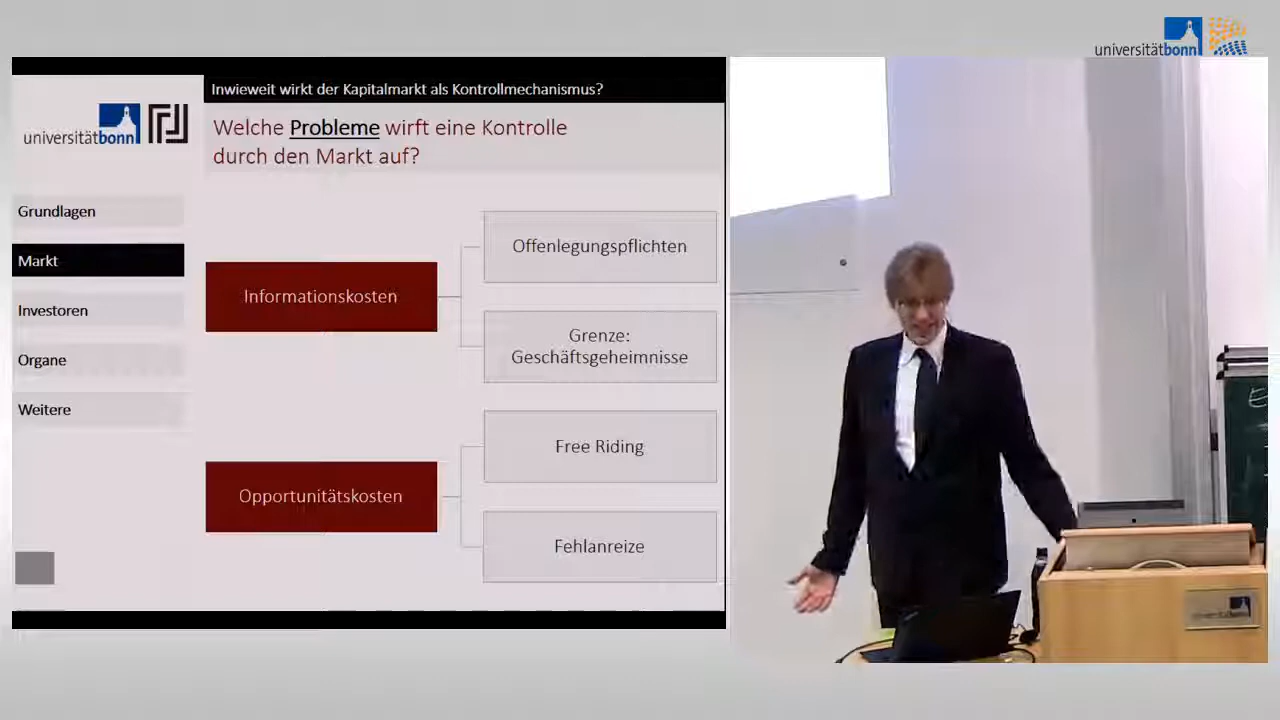 universitätbonn
Inwieweit wirkt der Kapitalmarkt als Kontrollmechanismus?
universitätbonn
Welche Probleme wirft eine Kontrolle
durch den Markt auf?
Grundlagen
Markt
Investoren
Organe
Weitere
Informationskosten
Offenlegungspflichten
Grenze:
Geschäftsgeheimnisse
Opportunitätskosten
Free Riding
Fehlanreize
universitätbonn